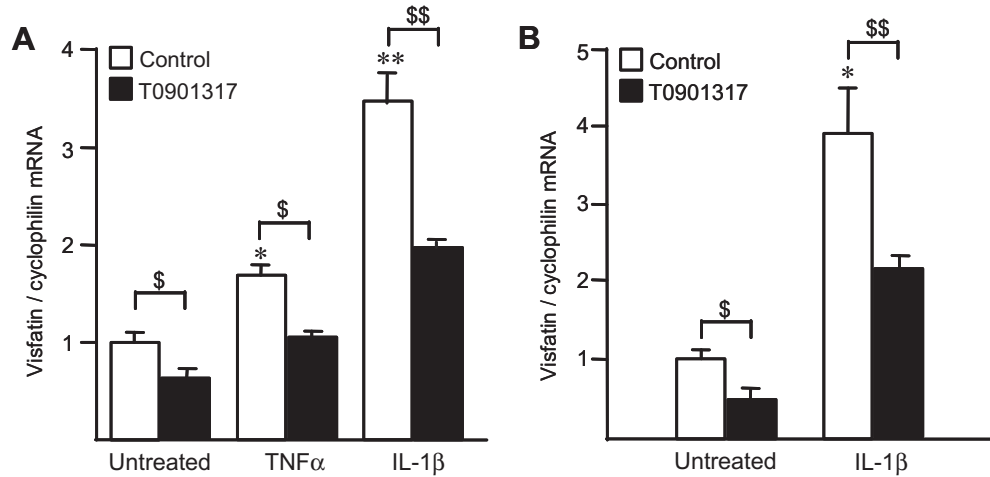 A
Visfatin / cyclophilin mRNA
4
3
2
1
Control
T0901317
$
*
$
**
$$
Untreated
TNFα
IL-1β
B
Visfatin / cyclophilin mRNA
5
4
3
2
1
Control
T0901317
$
*
$$
Untreated
IL-1β